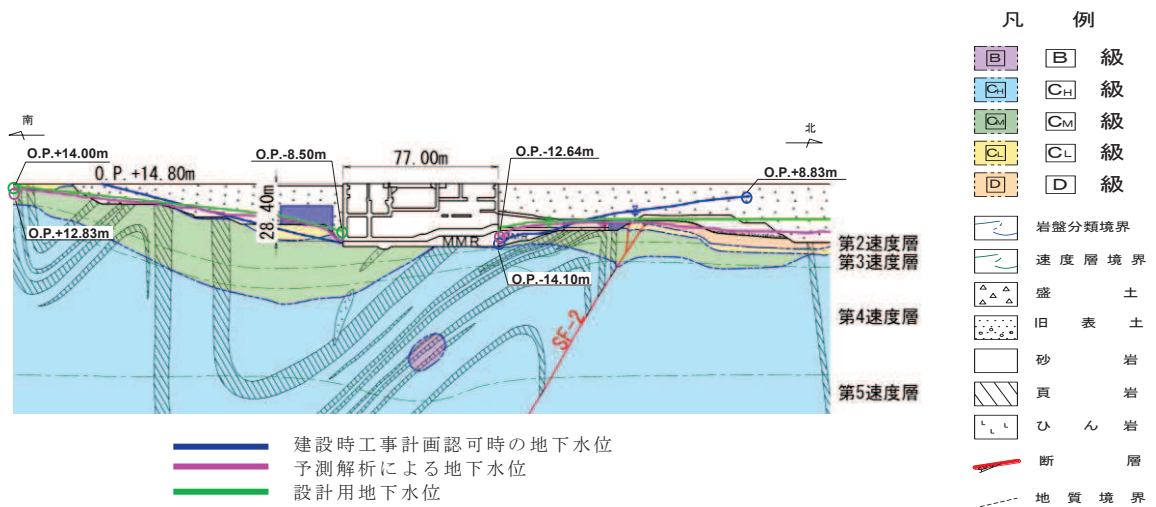 南
北
O.P.+14.00m
O.P.+14.80m
O.P.-8.50m
77.00m
O.P.-12.64m
O.P.+8.83m
28.40m
O.P.+12.83m
MMR
O.P.-14.10m
SF-2
第2速度層
第3速度層
第4速度層
第5速度層
建設時工事計画認可時の地下水位
予測解析による地下水位
設計用地下水位
凡 例
B B 級
CH CH 級
CM CM 級
CL CL 級
D D 級
岩盤分類境界
速度層境界
盛土
旧表土
砂岩
頁岩
ひん岩
断層
地質境界